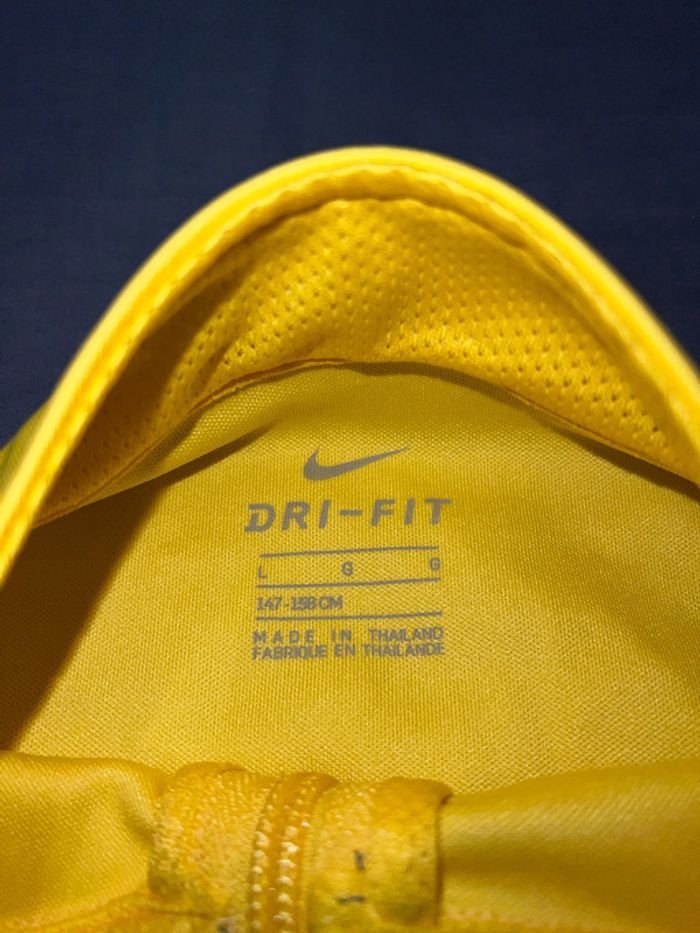 DRI-FIT
L G G
147-158 CM
MADE IN THAILAND
FABRIQUE EN THAILANDE